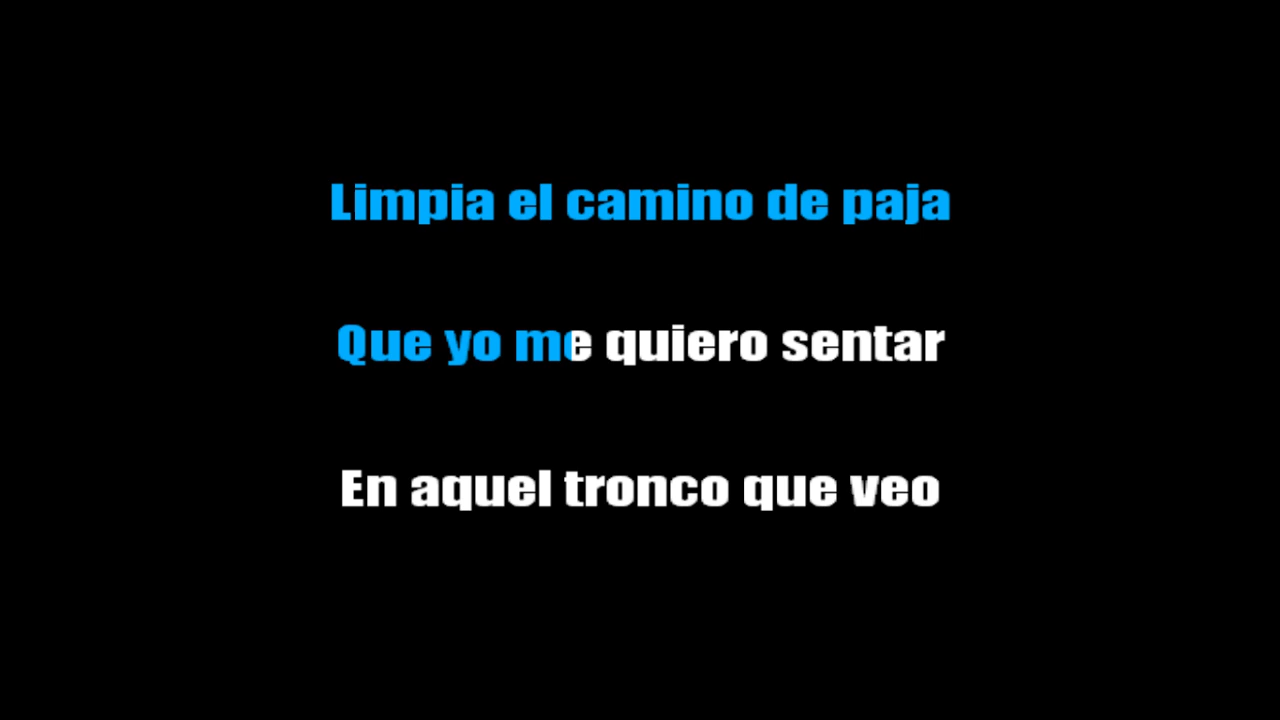 Limpia el camino de paja
Que yo me quiero sentar
En aquel tronco que veo